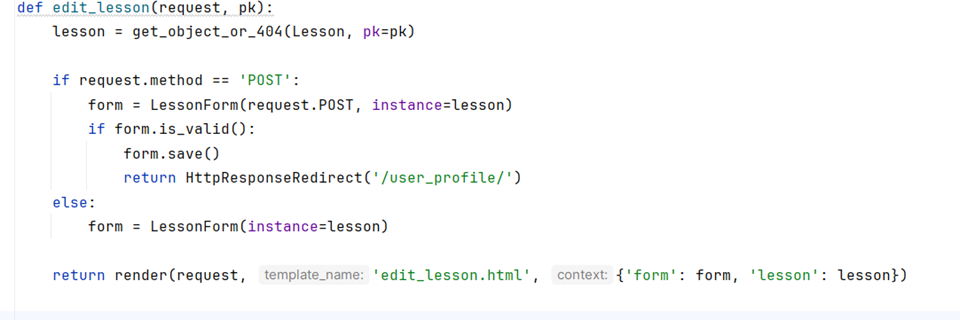 def edit_lesson(request, pk):
    lesson = get_object_or_404(Lesson, pk=pk)
    if request.method == 'POST':
        form = LessonForm(request.POST, instance=lesson)
        if form.is_valid():
            form.save()
            return HttpResponseRedirect('/user_profile/')
    else:
        form = LessonForm(instance=lesson)
    return render(request, template_name: 'edit_lesson.html', context: {'form': form, 'lesson': lesson})